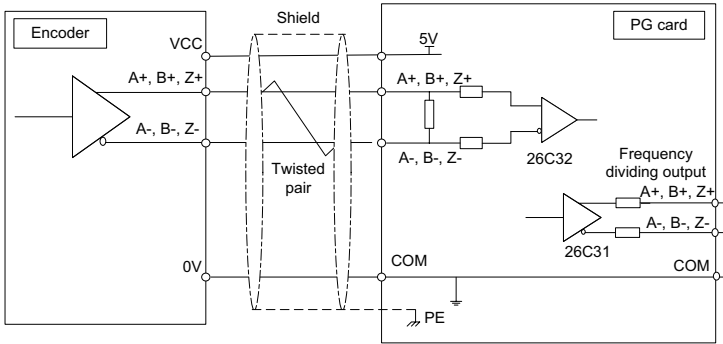 Shield
Encoder
PG card
VCC
5V
A+, B+, Z+
A+, B+, Z+
A-, B-, Z-
A-, B-, Z-
26C32
Twisted
pair
Frequency
dividing output
A+, B+, Z+
A-, B-, Z-
26C31
0V
COM
COM
PE